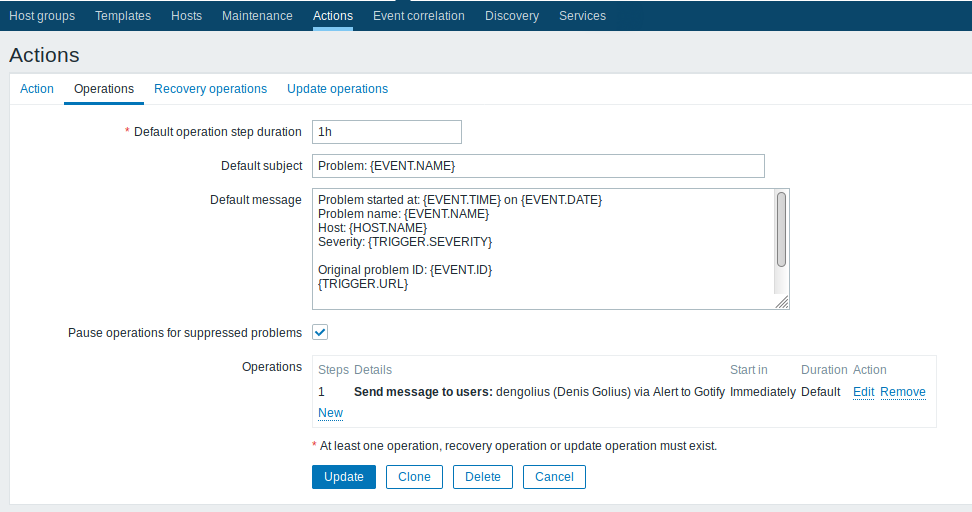 Host groups Templates Hosts Maintenance Actions Event correlation Discovery Services
Actions
Action Operations Recovery operations Update operations
* Default operation step duration 1h
Default subject Problem: {EVENT.NAME}
Default message Problem started at: {EVENT.TIME} on {EVENT.DATE}
Problem name: {EVENT.NAME}
Host: {HOST.NAME}
Severity: {TRIGGER.SEVERITY}
Original problem ID: {EVENT.ID}
{TRIGGER.URL}
Pause operations for suppressed problems
Operations Steps Details Start in Duration Action
1 Send message to users: dengolius (Denis Golius) via Alert to Gotify Immediately Default Edit Remove
New
* At least one operation, recovery operation or update operation must exist.
Update Clone Delete Cancel